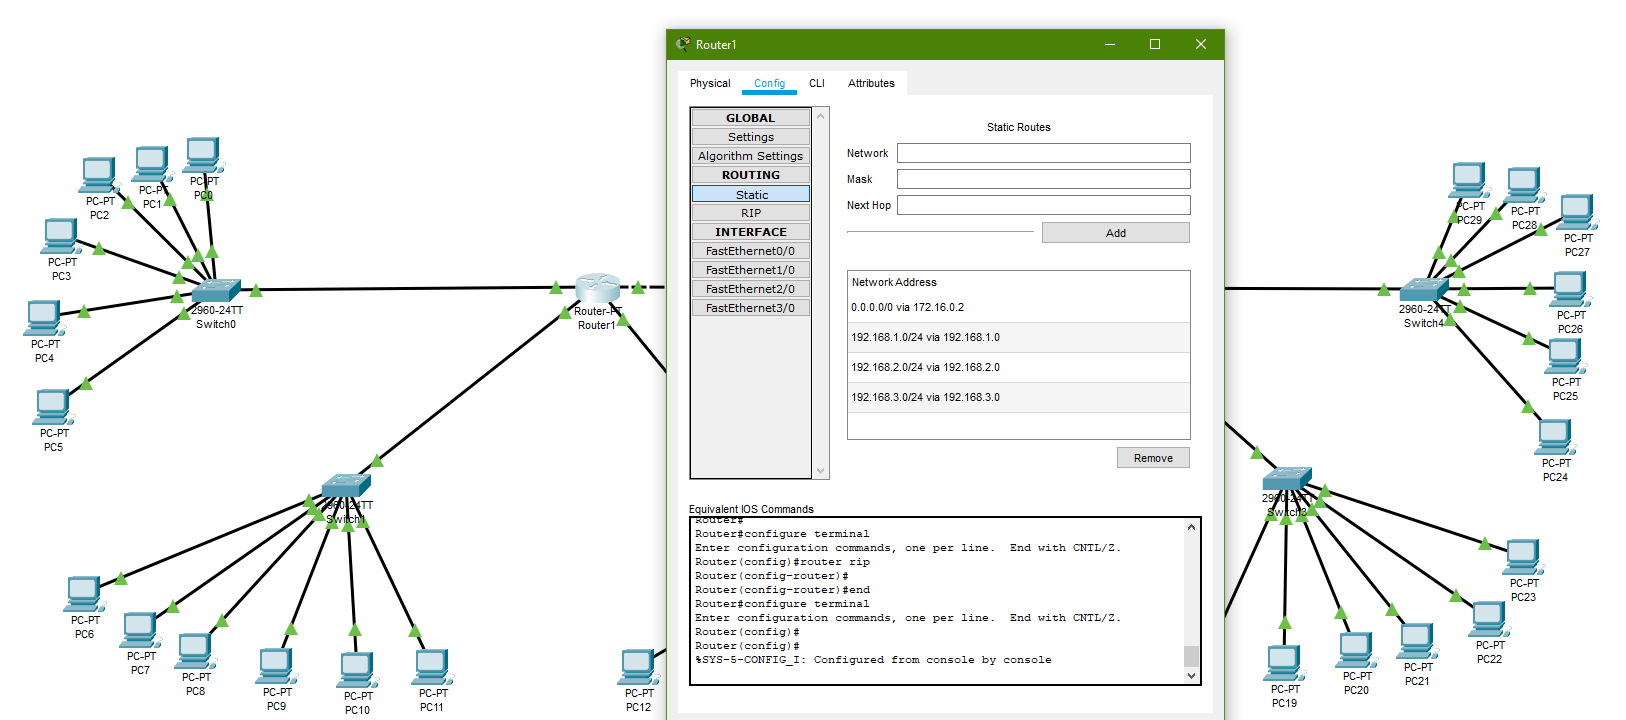 Router1
Physical Config CLI Attributes
GLOBAL
Settings
Algorithm Settings
ROUTING
Static
RIP
INTERFACE
FastEthernet0/0
FastEthernet1/0
FastEthernet2/0
FastEthernet3/0
Static Routes
Network
Mask
Next Hop
Add
Network Address
0.0.0.0/0 via 172.16.0.2
192.168.1.0/24 via 192.168.1.0
192.168.2.0/24 via 192.168.2.0
192.168.3.0/24 via 192.168.3.0
Remove
Equivalent IOS Commands
Router#
Router#configure terminal
Enter configuration commands, one per line.  End with CNTL/Z.
Router(config)#router rip
Router(config-router)#
Router(config-router)#end
Router#configure terminal
Enter configuration commands, one per line.  End with CNTL/Z.
Router(config)#
Router(config)#
%SYS-5-CONFIG_I: Configured from console by console
PC-PT
PC0
PC-PT
PC1
PC-PT
PC2
PC-PT
PC3
PC-PT
PC4
PC-PT
PC5
2960-24TT
Switch0
Router-PT
Router1
2960-24TT
Switch1
PC-PT
PC6
PC-PT
PC7
PC-PT
PC8
PC-PT
PC9
PC-PT
PC10
PC-PT
PC11
PC-PT
PC12
PC-PT
PC29
PC-PT
PC28
PC-PT
PC27
PC-PT
PC26
PC-PT
PC25
PC-PT
PC24
2960-24TT
Switch4
2960-24TT
Switch3
PC-PT
PC23
PC-PT
PC22
PC-PT
PC21
PC-PT
PC20
PC-PT
PC19